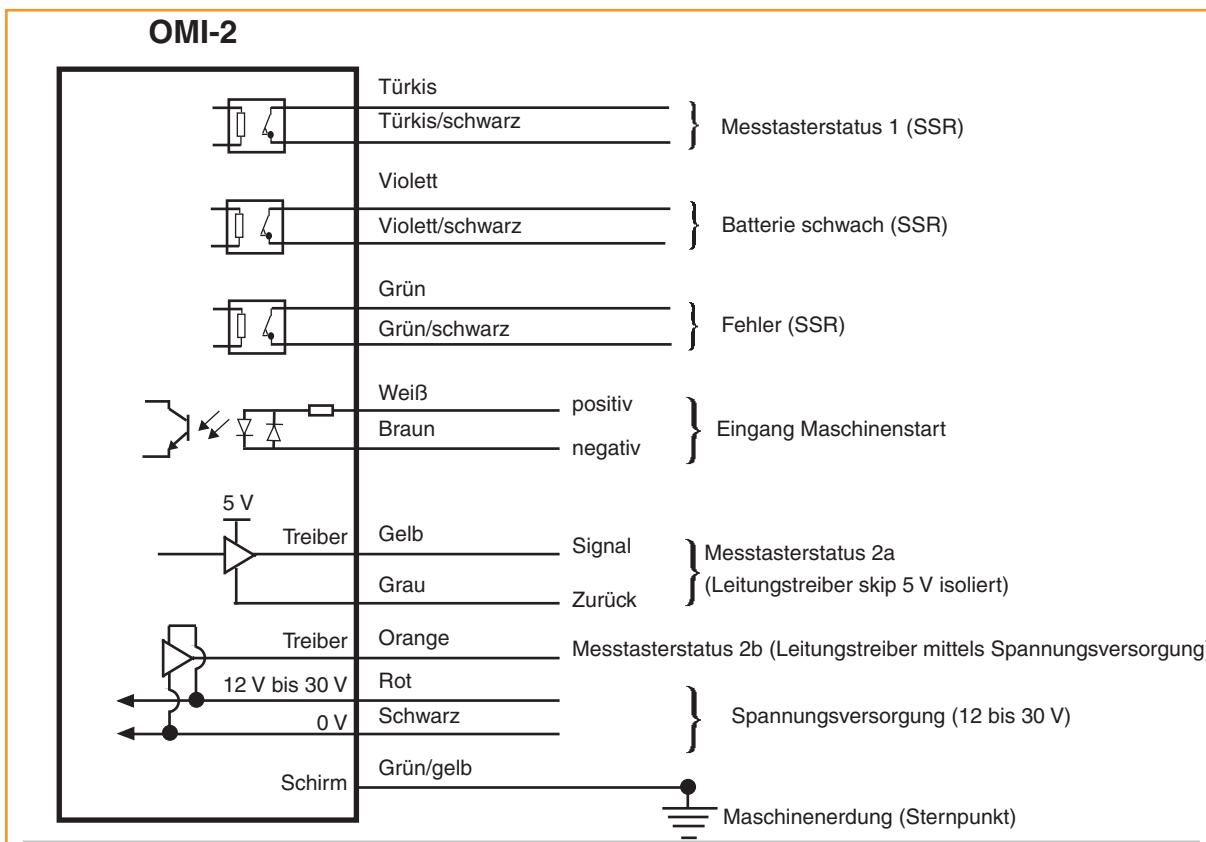 OMI-2
Türkis
Türkis/schwarz
Messtasterstatus 1 (SSR)
Violett
Violett/schwarz
Batterie schwach (SSR)
Grün
Grün/schwarz
Fehler (SSR)
Weiß
positiv
Braun
negativ
Eingang Maschinenstart
5 V
Treiber
Gelb
Signal
Messtasterstatus 2a
(Leitungstreiber skip 5 V isoliert)
Grau
Zurück
Treiber
Orange
Messtasterstatus 2b (Leitungstreiber mittels Spannungsversorgung)
12 V bis 30 V
Rot
0 V
Schwarz
Spannungsversorgung (12 bis 30 V)
Schirm
Grün/gelb
Maschinenerdung (Sternpunkt)